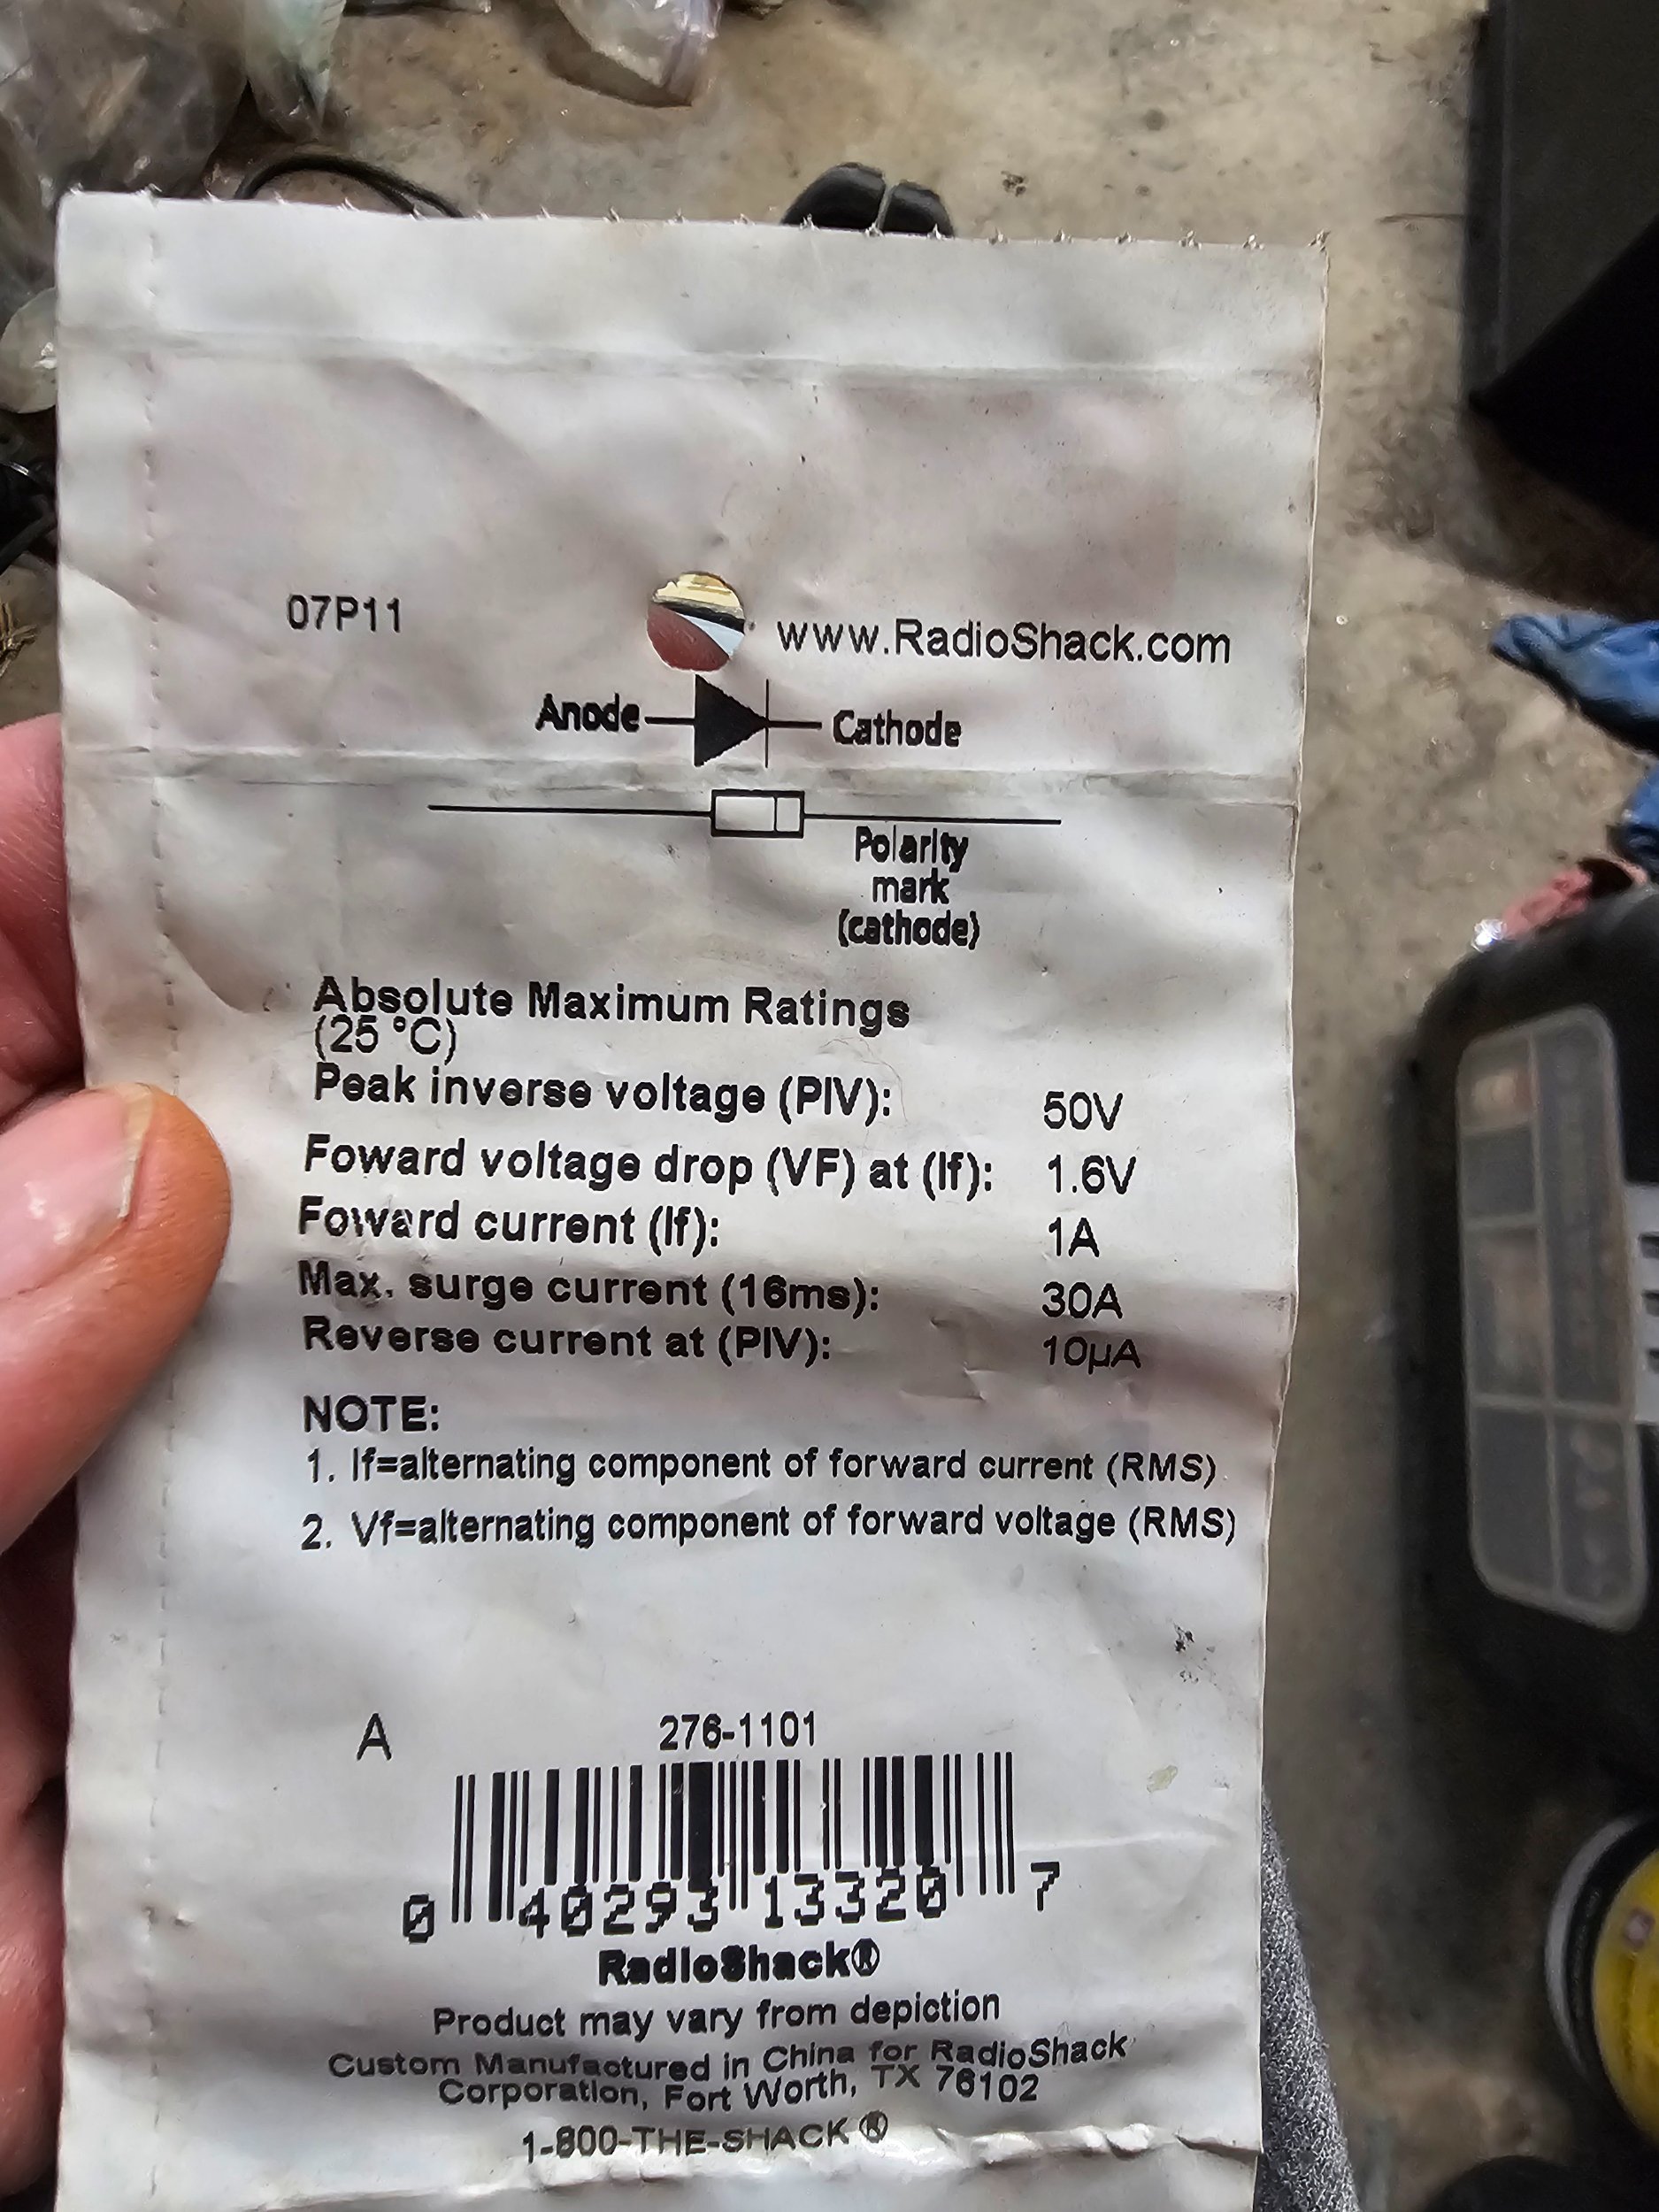 07P11
www.RadioShack.com
Anode
Cathode
Polarity
mark
(cathode)
Absolute Maximum Ratings
(25 °C)
Peak inverse voltage (PIV): 50V
Foward voltage drop (VF) at (If): 1.6V
Foward current (If): 1A
Max. surge current (16ms): 30A
Reverse current at (PIV): 10µA
NOTE:
1. If=alternating component of forward current (RMS)
2. Vf=alternating component of forward voltage (RMS)
A
276-1101
0 40293 13320 7
RadioShack®
Product may vary from depiction
Custom Manufactured in China for RadioShack
Corporation, Fort Worth, TX 76102
1-800-THE-SHACK®